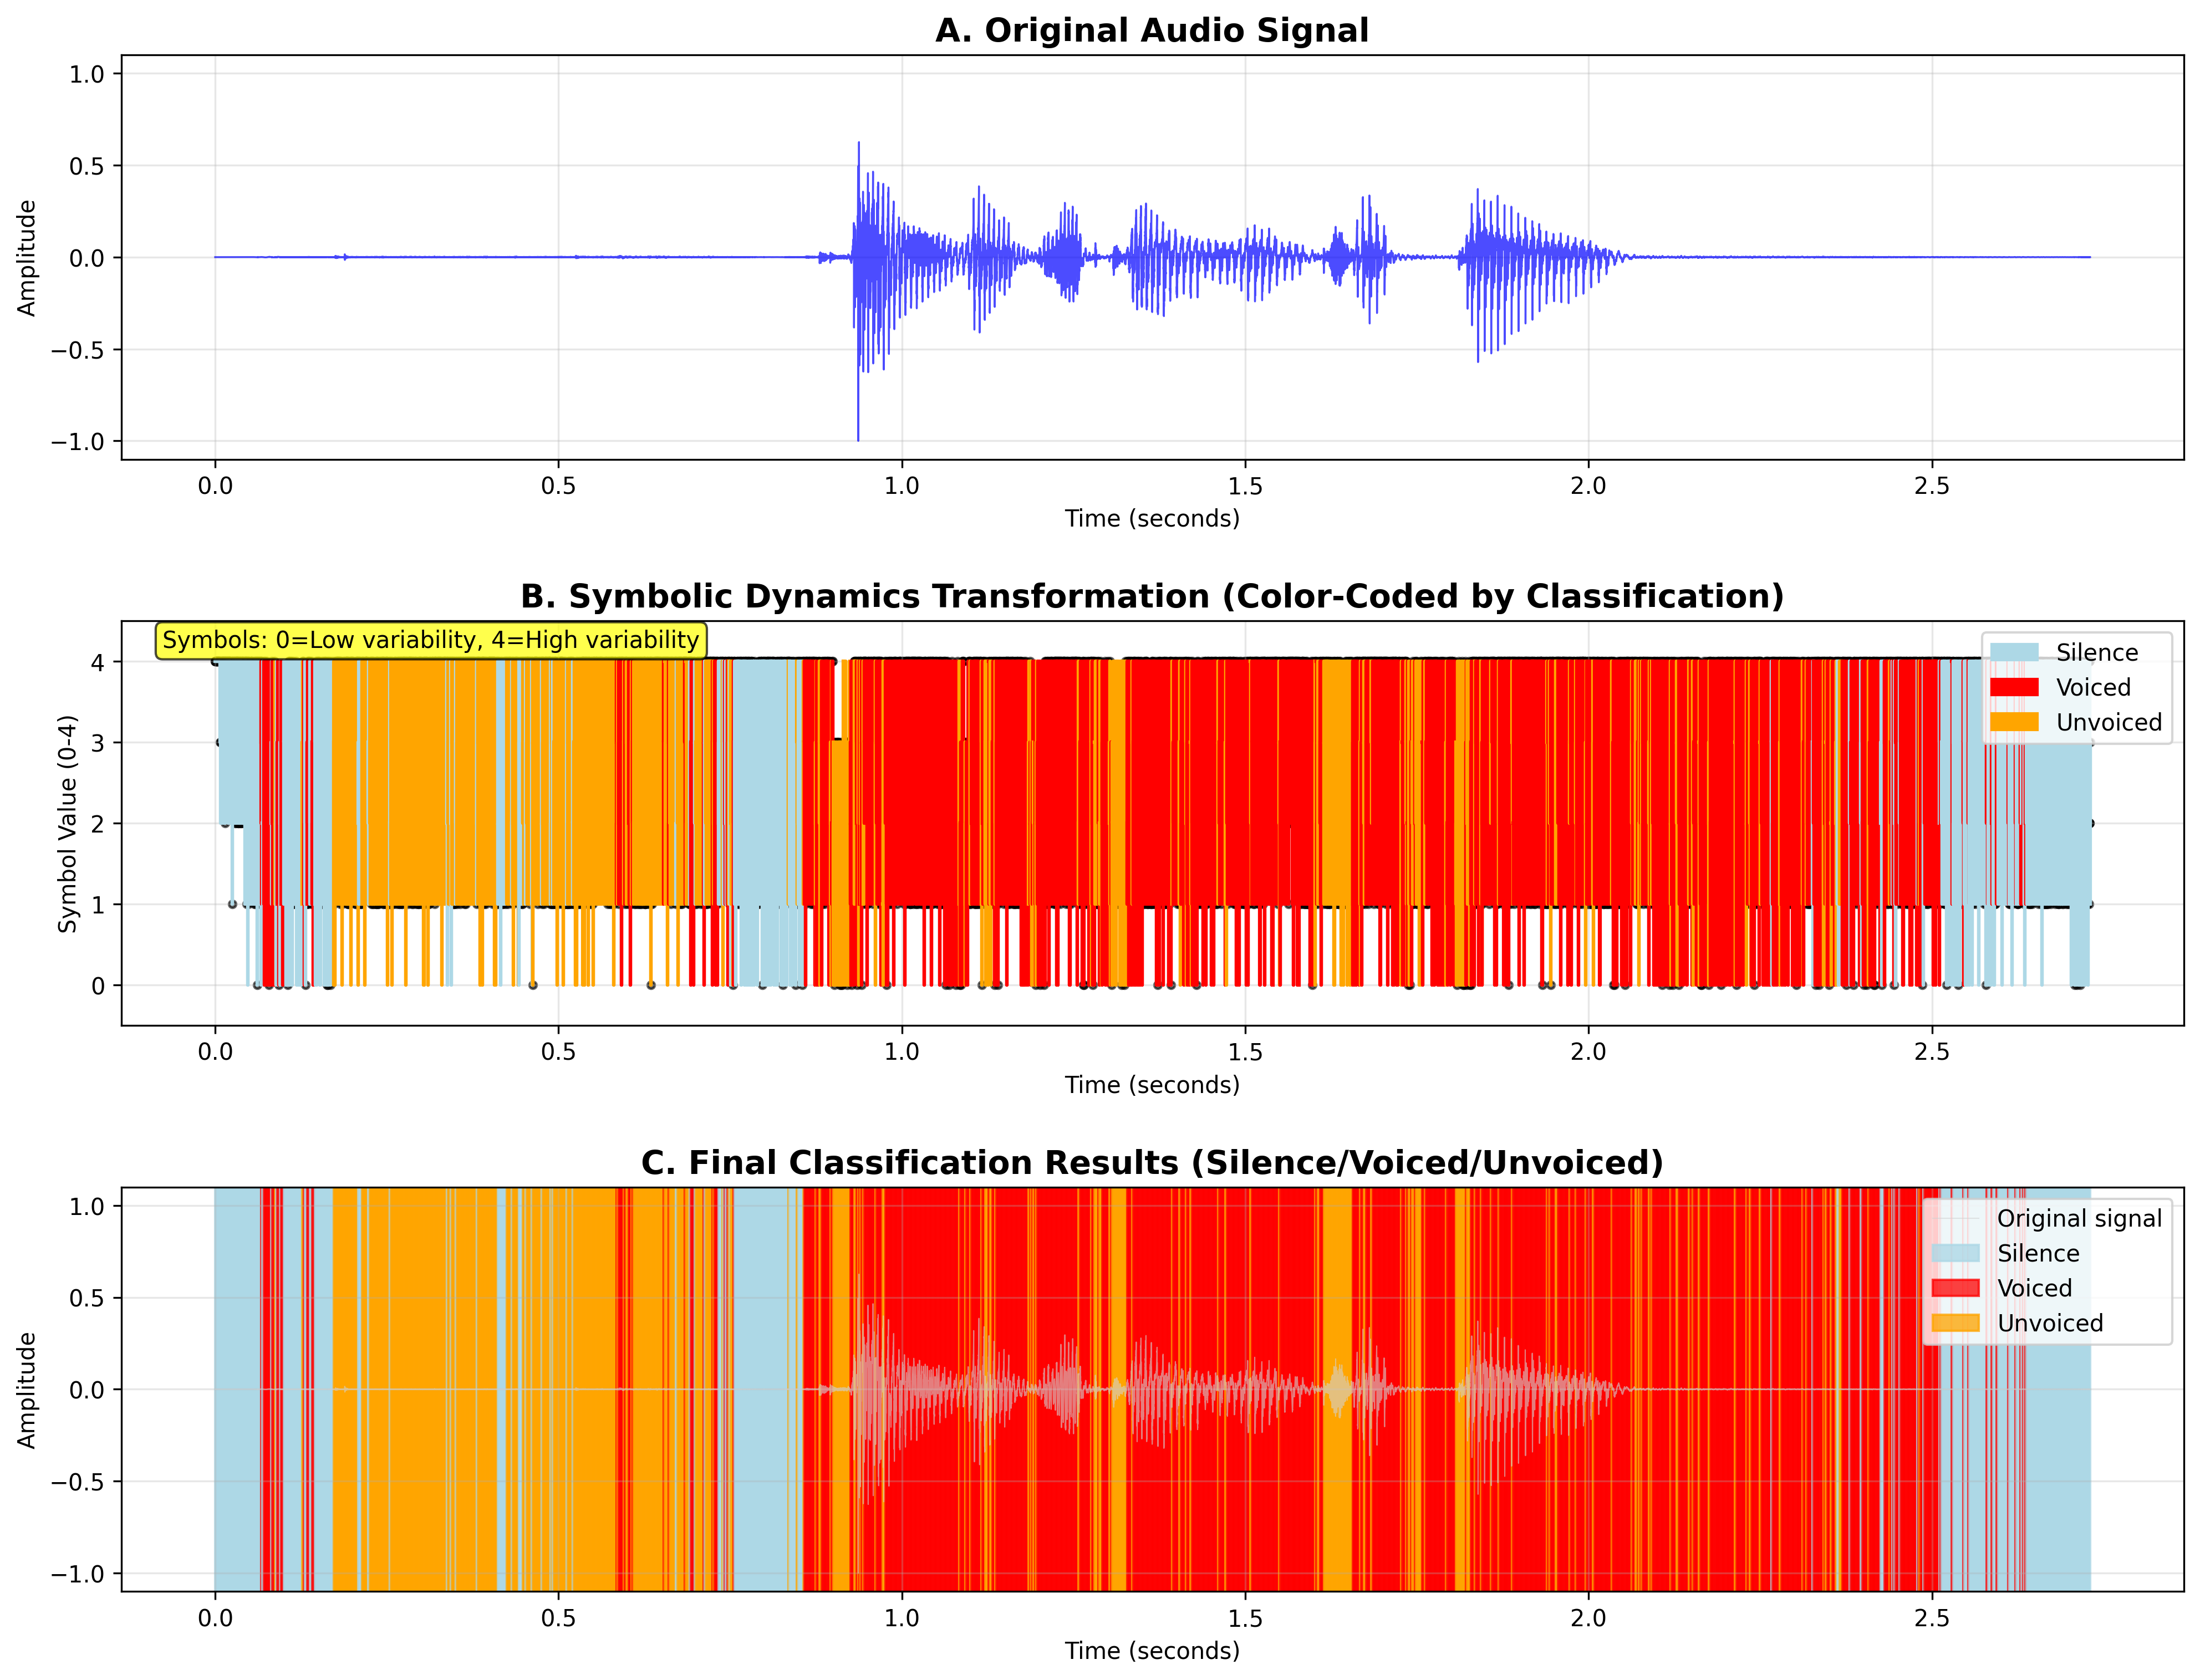 A. Original Audio Signal
1.0
0.5
0.0
−0.5
−1.0
Amplitude
0.0 0.5 1.0 1.5 2.0 2.5
Time (seconds)
B. Symbolic Dynamics Transformation (Color-Coded by Classification)
Symbols: 0=Low variability, 4=High variability
4
3
2
1
0
Symbol Value (0-4)
Silence
Voiced
Unvoiced
0.0 0.5 1.0 1.5 2.0 2.5
Time (seconds)
C. Final Classification Results (Silence/Voiced/Unvoiced)
1.0
0.5
0.0
−0.5
−1.0
Amplitude
Original signal
Silence
Voiced
Unvoiced
0.0 0.5 1.0 1.5 2.0 2.5
Time (seconds)